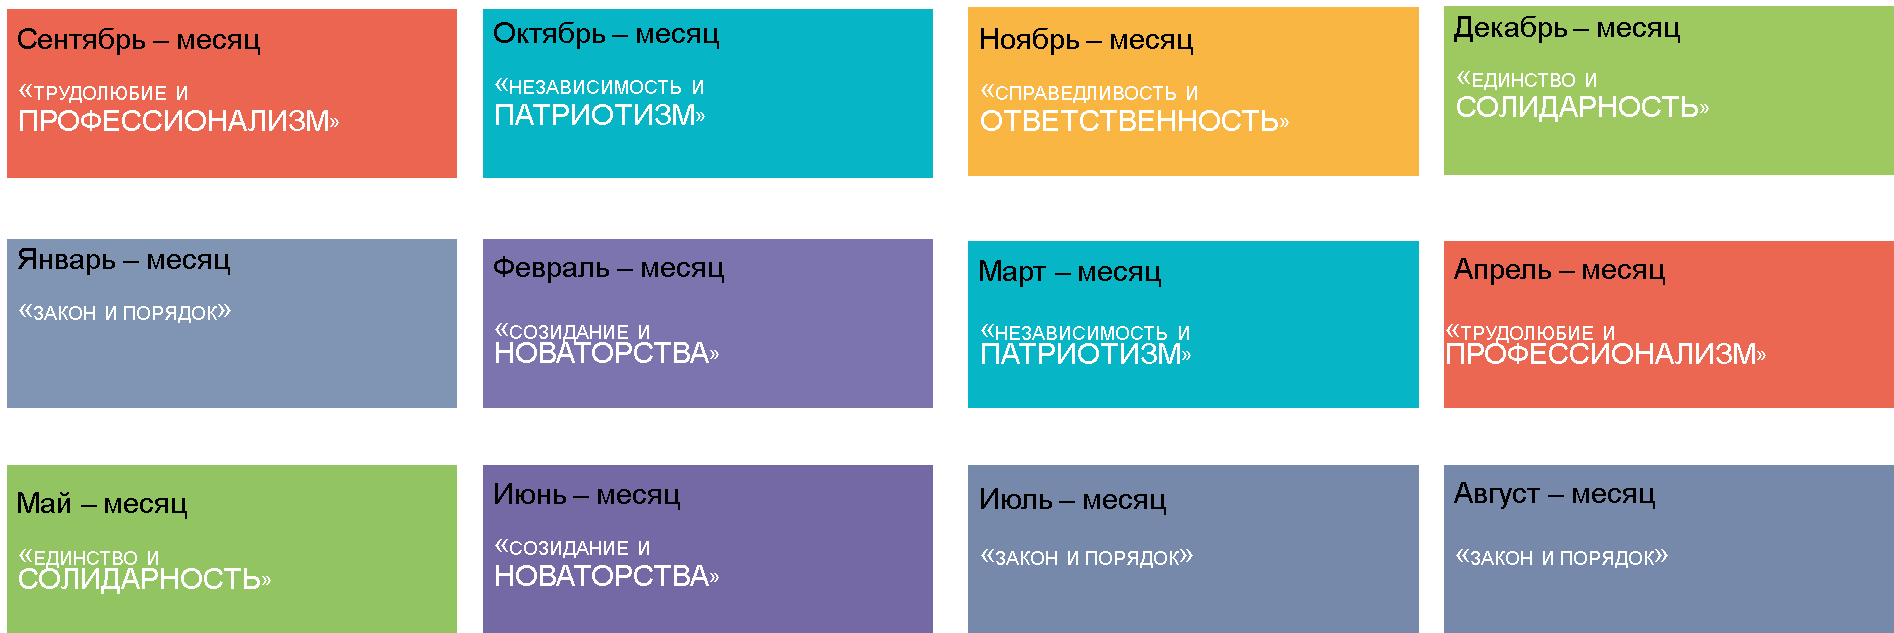 Сентябрь – месяц
«ТРУДОЛЮБИЕ И
ПРОФЕССИОНАЛИЗМ»
Октябрь – месяц
«НЕЗАВИСИМОСТЬ И
ПАТРИОТИЗМ»
Ноябрь – месяц
«СПРАВЕДЛИВОСТЬ И
ОТВЕТСТВЕННОСТЬ»
Декабрь – месяц
«ЕДИНСТВО И
СОЛИДАРНОСТЬ»
Январь – месяц
«ЗАКОН И ПОРЯДОК»
Февраль – месяц
«СОЗИДАНИЕ И
НОВАТОРСТВА»
Март – месяц
«НЕЗАВИСИМОСТЬ И
ПАТРИОТИЗМ»
Апрель – месяц
«ТРУДОЛЮБИЕ И
ПРОФЕССИОНАЛИЗМ»
Май – месяц
«ЕДИНСТВО И
СОЛИДАРНОСТЬ»
Июнь – месяц
«СОЗИДАНИЕ И
НОВАТОРСТВА»
Июль – месяц
«ЗАКОН И ПОРЯДОК»
Август – месяц
«ЗАКОН И ПОРЯДОК»